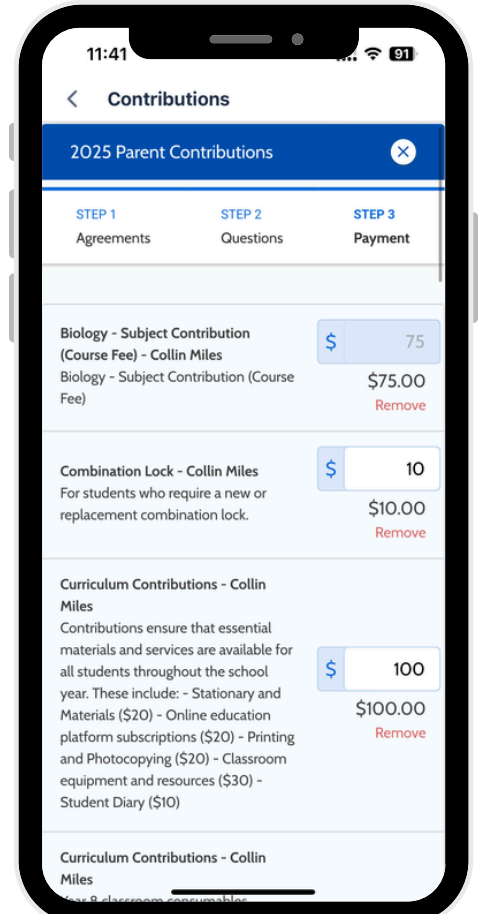 11:41
91
Contributions
2025 Parent Contributions
STEP 1
STEP 2
STEP 3
Agreements
Questions
Payment
Biology - Subject Contribution
(Course Fee) - Collin Miles
Biology - Subject Contribution (Course
Fee)
$ 75
$75.00
Remove
Combination Lock - Collin Miles
For students who require a new or
replacement combination lock.
$ 10
$10.00
Remove
Curriculum Contributions - Collin
Miles
Contributions ensure that essential
materials and services are available for
all students throughout the school
year. These include: - Stationary and
Materials ($20) - Online education
platform subscriptions ($20) - Printing
and Photocopying ($20) - Classroom
equipment and resources ($30) -
Student Diary ($10)
$ 100
$100.00
Remove
Curriculum Contributions - Collin
Miles
Year 8 classroom consumables